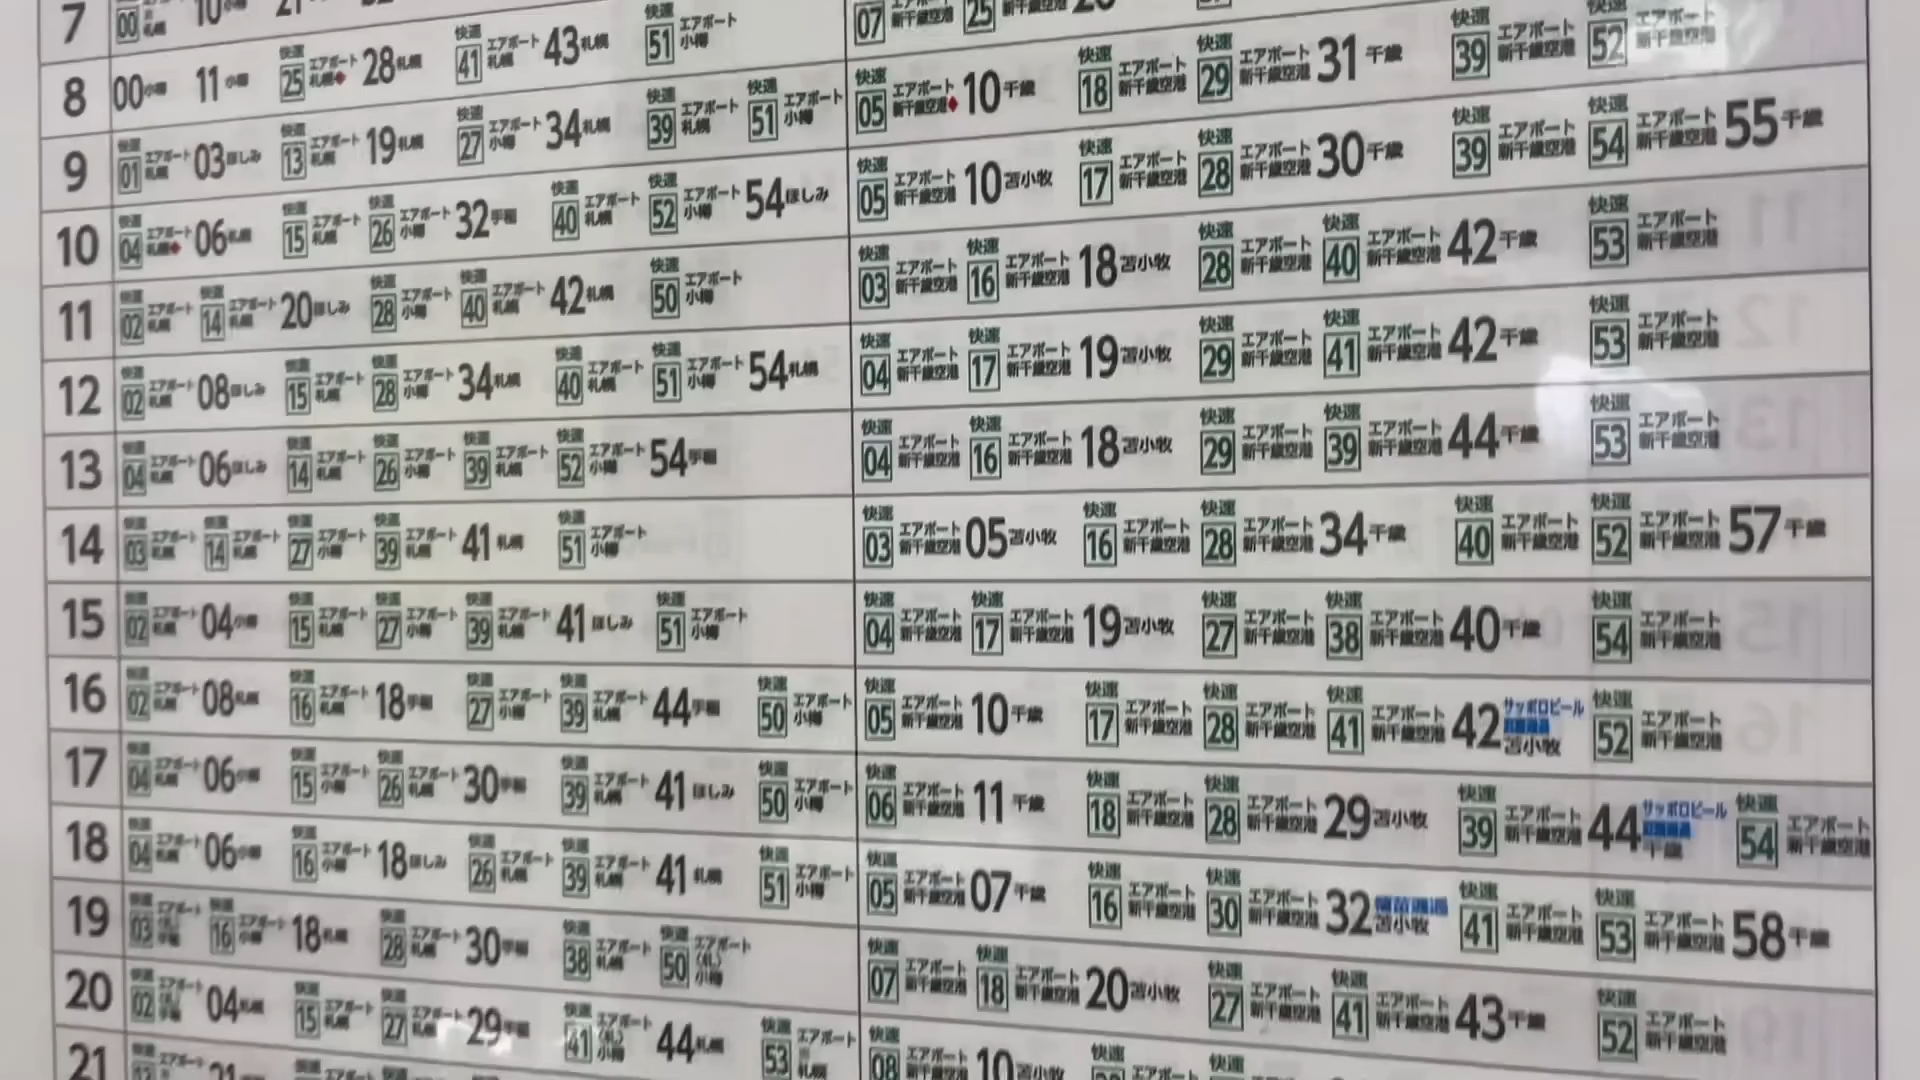 7 00 札幌 10 小樽 07 新千歳空港 25 新千歳空港
8 00 小樽 11 小樽 快速 25 エアポート 札幌◆ 28 札幌 快速 41 エアポート 札幌 43 札幌 快速 51 エアポート 小樽 快速 05 エアポート 新千歳空港◆ 10 千歳 快速 18 エアポート 新千歳空港 快速 29 エアポート 新千歳空港 31 千歳 快速 39 エアポート 新千歳空港 快速 52 エアポート 新千歳空港
9 快速 01 エアポート 札幌 03 ほしみ 快速 13 エアポート 札幌 19 札幌 快速 27 エアポート 小樽 34 札幌 快速 39 エアポート 札幌 快速 51 エアポート 小樽 快速 05 エアポート 新千歳空港 10 苫小牧 快速 17 エアポート 新千歳空港 快速 28 エアポート 新千歳空港 30 千歳 快速 39 エアポート 新千歳空港 快速 54 エアポート 新千歳空港 55 千歳
10 快速 04 エアポート 札幌◆ 06 札幌 快速 15 エアポート 札幌 快速 26 エアポート 小樽 32 手稲 快速 40 エアポート 札幌 快速 52 エアポート 小樽 54 ほしみ 快速 03 エアポート 新千歳空港 快速 16 エアポート 新千歳空港 18 苫小牧 快速 28 エアポート 新千歳空港 快速 40 エアポート 新千歳空港 42 千歳 快速 53 エアポート 新千歳空港
11 快速 02 エアポート 札幌 快速 14 エアポート 札幌 20 ほしみ 快速 28 エアポート 小樽 快速 40 エアポート 札幌 42 札幌 快速 50 エアポート 小樽 快速 04 エアポート 新千歳空港 快速 17 エアポート 新千歳空港 19 苫小牧 快速 29 エアポート 新千歳空港 快速 41 エアポート 新千歳空港 42 千歳 快速 53 エアポート 新千歳空港
12 快速 02 エアポート 札幌 08 ほしみ 快速 15 エアポート 札幌 快速 28 エアポート 小樽 34 札幌 快速 40 エアポート 札幌 快速 51 エアポート 小樽 54 札幌 快速 04 エアポート 新千歳空港 快速 16 エアポート 新千歳空港 18 苫小牧 快速 29 エアポート 新千歳空港 快速 39 エアポート 新千歳空港 44 千歳 快速 53 エアポート 新千歳空港
13 快速 04 エアポート 札幌 06 ほしみ 快速 14 エアポート 札幌 快速 26 エアポート 小樽 快速 39 エアポート 札幌 快速 52 エアポート 小樽 54 手稲 快速 03 エアポート 新千歳空港 05 苫小牧 快速 16 エアポート 新千歳空港 快速 28 エアポート 新千歳空港 34 千歳 快速 40 エアポート 新千歳空港 快速 52 エアポート 新千歳空港 57 千歳
14 快速 03 エアポート 札幌 快速 14 エアポート 札幌 快速 27 エアポート 小樽 快速 39 エアポート 札幌 41 札幌 快速 51 エアポート 小樽 快速 04 エアポート 新千歳空港 快速 17 エアポート 新千歳空港 19 苫小牧 快速 27 エアポート 新千歳空港 快速 38 エアポート 新千歳空港 40 千歳 快速 54 エアポート 新千歳空港
15 快速 02 エアポート 札幌 04 小樽 快速 15 エアポート 札幌 快速 27 エアポート 小樽 快速 39 エアポート 札幌 41 ほしみ 快速 51 エアポート 小樽 快速 05 エアポート 新千歳空港 10 千歳 快速 17 エアポート 新千歳空港 快速 28 エアポート 新千歳空港 快速 41 エアポート 新千歳空港 42 サッポロビール 苫小牧 快速 52 エアポート 新千歳空港
16 快速 02 エアポート 札幌 08 札幌 快速 16 エアポート 札幌 18 手稲 快速 27 エアポート 小樽 快速 39 エアポート 札幌 44 手稲 快速 50 エアポート 小樽 快速 06 エアポート 新千歳空港 11 千歳 快速 18 エアポート 新千歳空港 快速 28 エアポート 新千歳空港 29 苫小牧 快速 39 エアポート 新千歳空港 44 サッポロビール 千歳 快速 54 エアポート 新千歳空港
17 快速 04 エアポート 札幌 06 小樽 快速 15 エアポート 小樽 快速 26 エアポート 札幌 30 手稲 快速 39 エアポート 札幌 41 ほしみ 快速 50 エアポート 小樽 快速 05 エアポート 新千歳空港 07 千歳 快速 16 エアポート 新千歳空港 快速 30 エアポート 新千歳空港 32 苫小牧 快速 41 エアポート 新千歳空港 快速 53 エアポート 新千歳空港 58 千歳
18 快速 04 エアポート 札幌 06 小樽 快速 16 エアポート 小樽 18 ほしみ 快速 26 エアポート 札幌 快速 39 エアポート 札幌 41 札幌 快速 51 エアポート 小樽 快速 07 エアポート 新千歳空港 快速 18 エアポート 新千歳空港 20 苫小牧 快速 27 エアポート 新千歳空港 快速 41 エアポート 新千歳空港 43 千歳 快速 52 エアポート 新千歳空港
19 快速 03 エアポート 手稲 快速 16 エアポート 小樽 18 札幌 快速 28 エアポート 札幌 30 手稲 快速 38 エアポート 札幌 快速 50 エアポート 小樽 快速 08 エアポート 新千歳空港 10 苫小牧 快速 エアポート 快速
20 快速 02 エアポート 手稲 04 札幌 快速 15 エアポート 札幌 快速 27 エアポート 札幌 29 手稲 快速 41 エアポート 小樽 44 札幌 快速 53 エアポート 札幌
21 快速 エアポート 21